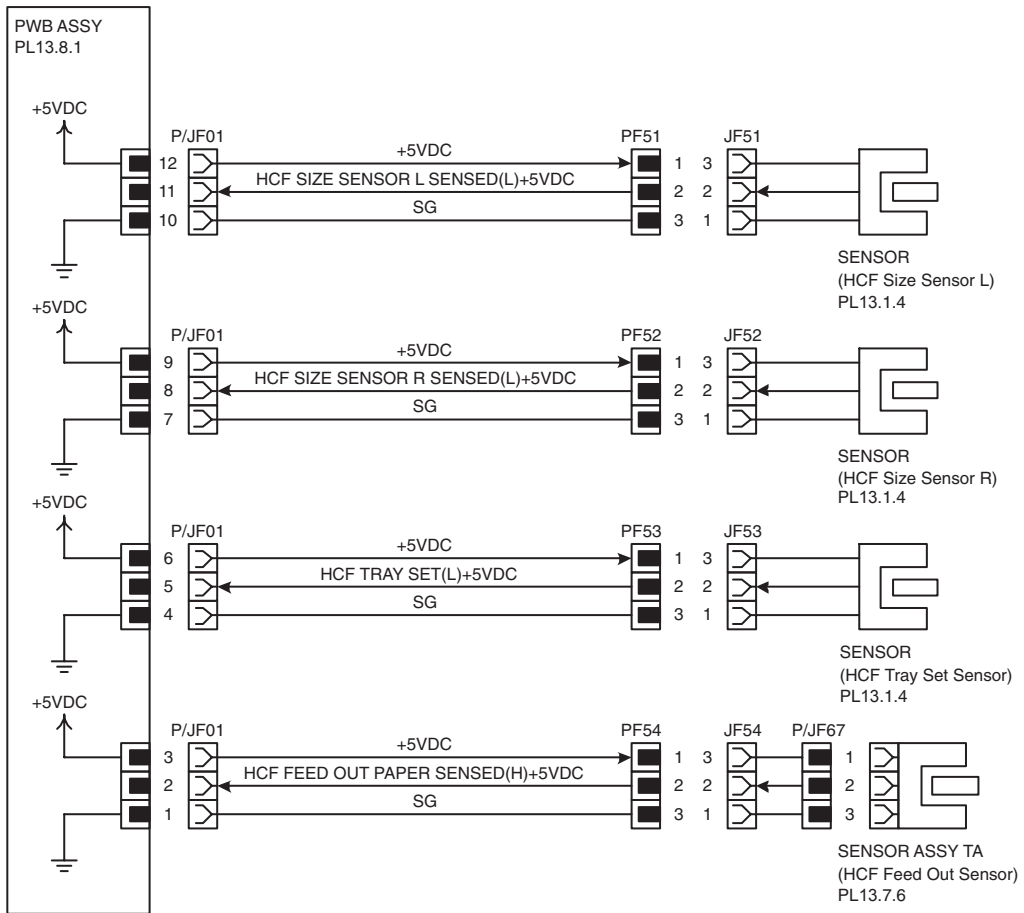 PWB ASSY
PL13.8.1
+5VDC
P/JF01
PF51
JF51
12
+5VDC
1
3
11
HCF SIZE SENSOR L SENSED(L)+5VDC
2
2
10
SG
3
1
SENSOR
(HCF Size Sensor L)
PL13.1.4
+5VDC
P/JF01
PF52
JF52
9
+5VDC
1
3
8
HCF SIZE SENSOR R SENSED(L)+5VDC
2
2
7
SG
3
1
SENSOR
(HCF Size Sensor R)
PL13.1.4
+5VDC
P/JF01
PF53
JF53
6
+5VDC
1
3
5
HCF TRAY SET(L)+5VDC
2
2
4
SG
3
1
SENSOR
(HCF Tray Set Sensor)
PL13.1.4
+5VDC
P/JF01
PF54
JF54
P/JF67
3
+5VDC
1
3
1
2
HCF FEED OUT PAPER SENSED(H)+5VDC
2
2
2
1
SG
3
1
3
SENSOR ASSY TA
(HCF Feed Out Sensor)
PL13.7.6